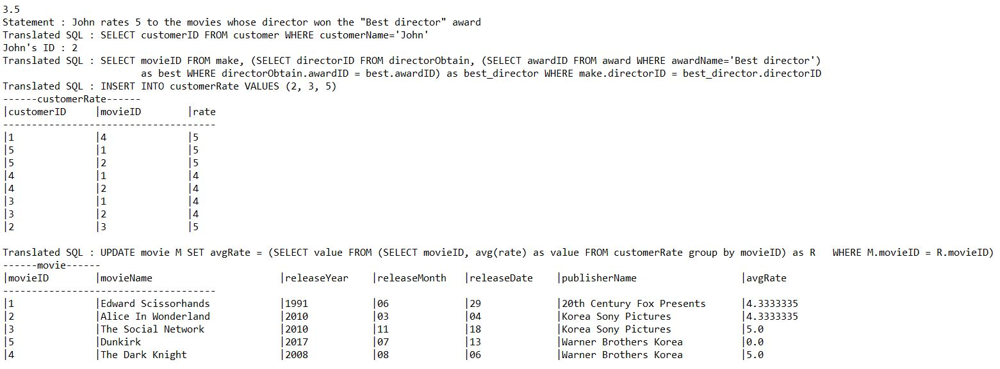 3.5
Statement : John rates 5 to the movies whose director won the "Best director" award
Translated SQL : SELECT customerID FROM customer WHERE customerName='John'
John's ID : 2
Translated SQL : SELECT movieID FROM make, (SELECT directorID FROM directorObtain, (SELECT awardID FROM award WHERE awardName='Best director')
as best WHERE directorObtain.awardID = best.awardID) as best_director WHERE make.directorID = best_director.directorID
Translated SQL : INSERT INTO customerRate VALUES (2, 3, 5)
------customerRate------
|customerID     |movieID        |rate
-------------------------------------
|1              |4              |5
|5              |1              |5
|5              |2              |5
|4              |1              |4
|4              |2              |4
|3              |1              |4
|3              |2              |4
|2              |3              |5
Translated SQL : UPDATE movie M SET avgRate = (SELECT value FROM (SELECT movieID, avg(rate) as value FROM customerRate group by movieID) as R   WHERE M.movieID = R.movieID)
------movie------
|movieID        |movieName                      |releaseYear    |releaseMonth   |releaseDate    |publisherName                  |avgRate
-------------------------------------
|1              |Edward Scissorhands            |1991           |06             |29             |20th Century Fox Presents      |4.3333335
|2              |Alice In Wonderland            |2010           |03             |04             |Korea Sony Pictures            |4.3333335
|3              |The Social Network             |2010           |11             |18             |Korea Sony Pictures            |5.0
|5              |Dunkirk                        |2017           |07             |13             |Warner Brothers Korea          |0.0
|4              |The Dark Knight                |2008           |08             |06             |Warner Brothers Korea          |5.0